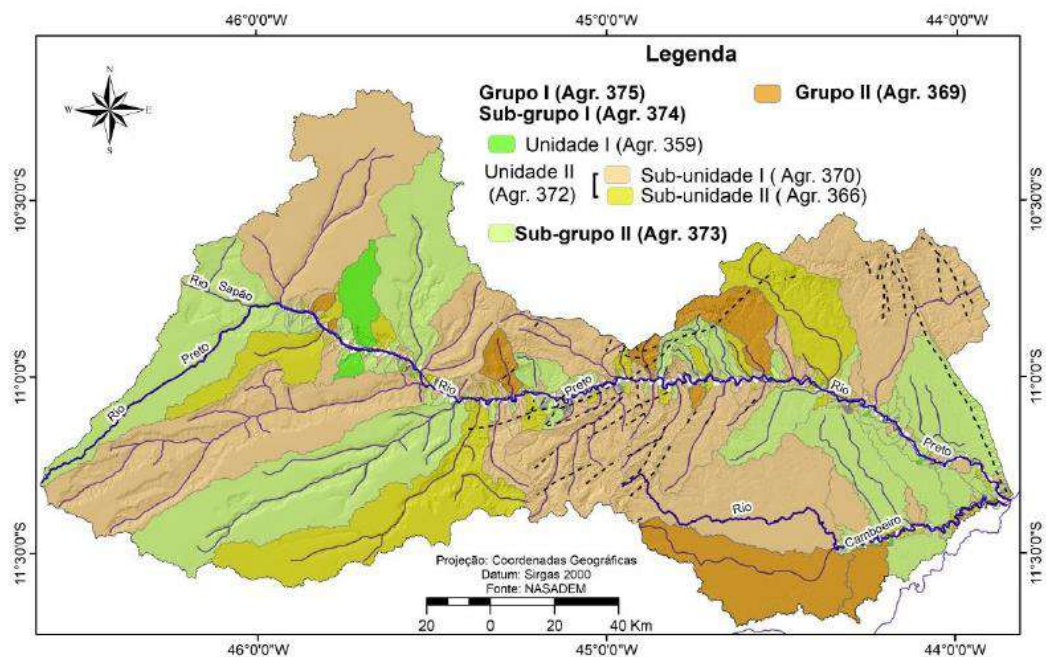 46°0'0"W 45°0'0"W 44°0'0"W
Legenda
N
W E
S
Grupo I (Agr. 375)
Grupo II (Agr. 369)
Sub-grupo I (Agr. 374)
Unidade I (Agr. 359)
Unidade II
(Agr. 372)
Sub-unidade I ( Agr. 370)
Sub-unidade II ( Agr. 366)
Sub-grupo II (Agr. 373)
10°30'0"S 10°30'0"S
Rio Sapão
Rio Preto
11°0'0"S 11°0'0"S
Rio Preto
Rio Preto
Rio Camboeiro
11°30'0"S 11°30'0"S
Projeção: Coordenadas Geográficas
Datum: Sirgas 2000
Fonte: NASADEM
20 0 20 40 Km
46°0'0"W 45°0'0"W 44°0'0"W